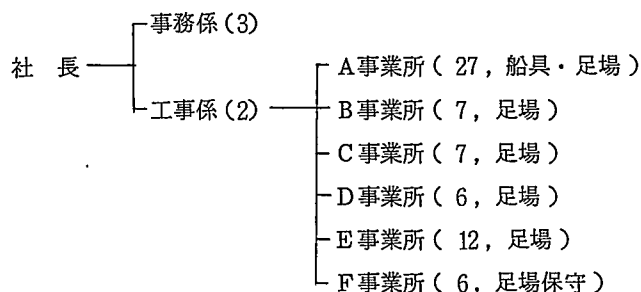 事務係(3)
社 長
工事係(2)
A事業所( 27, 船具・足場 )
B事業所( 7, 足場 )
C事業所( 7, 足場 )
D事業所( 6, 足場 )
E事業所( 12, 足場 )
F事業所( 6, 足場保守 )